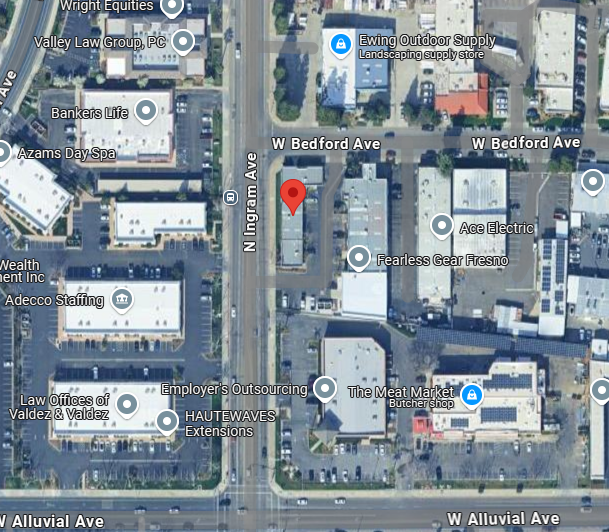 Wright Equities
Valley Law Group, PC
Ewing Outdoor Supply
Landscaping supply store
Ave
Bankers Life
W Bedford Ave
W Bedford Ave
Azams Day Spa
N Ingram Ave
Ace Electric
Wealth
ent Inc
Fearless Gear Fresno
Adecco Staffing
Employer's Outsourcing
The Meat Market
Butcher shop
Law Offices of
Valdez & Valdez
HAUTEWAVES
Extensions
W Alluvial Ave
W Alluvial Ave